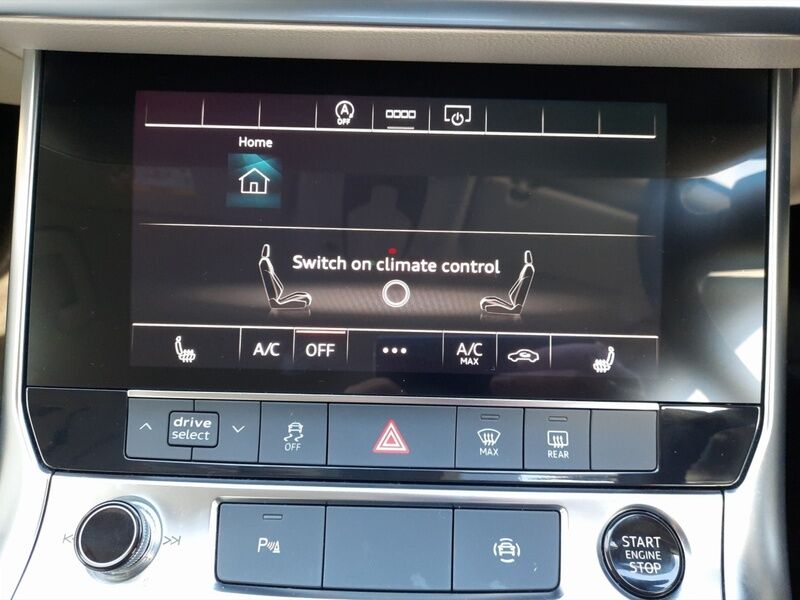 A
OFF
Home
Switch on climate control
A/C
OFF
A/C
MAX
drive
select
OFF
MAX
REAR
P
START
ENGINE
STOP